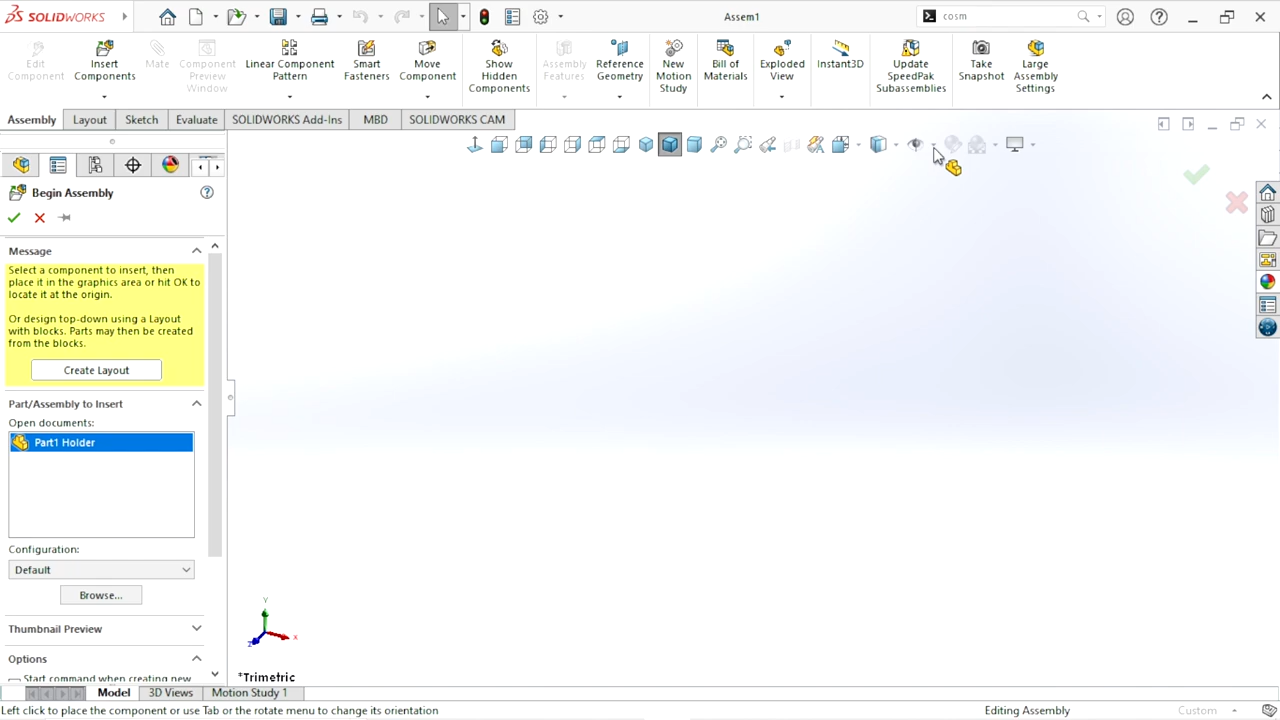 SOLIDWORKS
Assem1
cosm
Edit Component
Insert Components
Mate
Component Preview Window
Linear Component Pattern
Smart Fasteners
Move Component
Show Hidden Components
Assembly Features
Reference Geometry
New Motion Study
Bill of Materials
Exploded View
Instant3D
Update SpeedPak Subassemblies
Take Snapshot
Large Assembly Settings
Assembly
Layout
Sketch
Evaluate
SOLIDWORKS Add-Ins
MBD
SOLIDWORKS CAM
Begin Assembly
Message
Select a component to insert, then
place it in the graphics area or hit OK to
locate it at the origin.
Or design top-down using a Layout
with blocks. Parts may then be created
from the blocks.
Create Layout
Part/Assembly to Insert
Open documents:
Part1 Holder
Configuration:
Default
Browse...
Thumbnail Preview
Options
Start command when creating new
Y
X
Z
*Trimetric
Model
3D Views
Motion Study 1
Left click to place the component or use Tab or the rotate menu to change its orientation
Editing Assembly
Custom